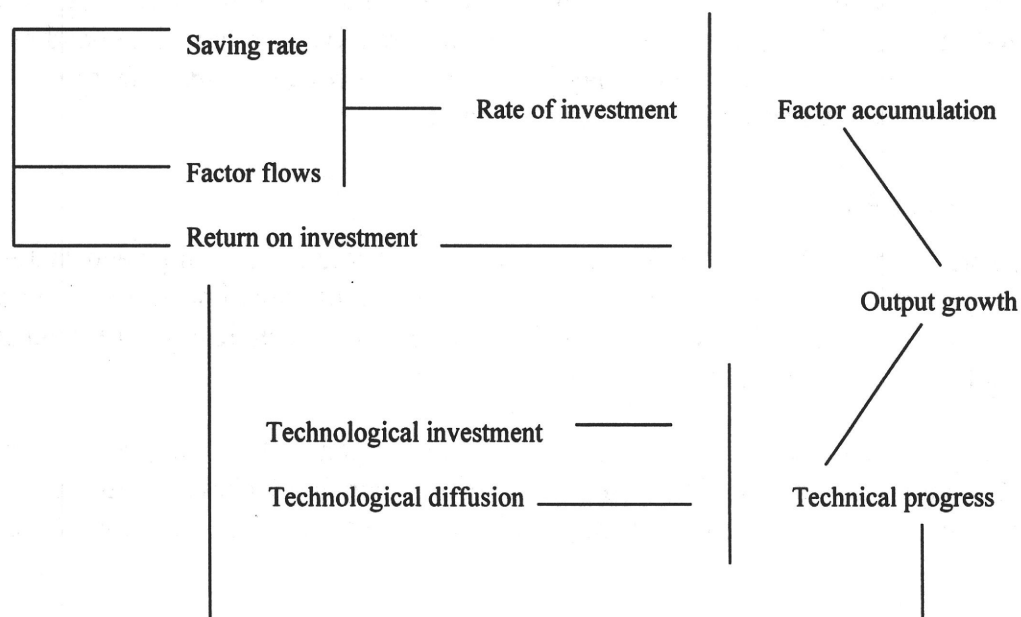 Saving rate
Rate of investment
Factor accumulation
Factor flows
Return on investment
Output growth
Technological investment
Technological diffusion
Technical progress